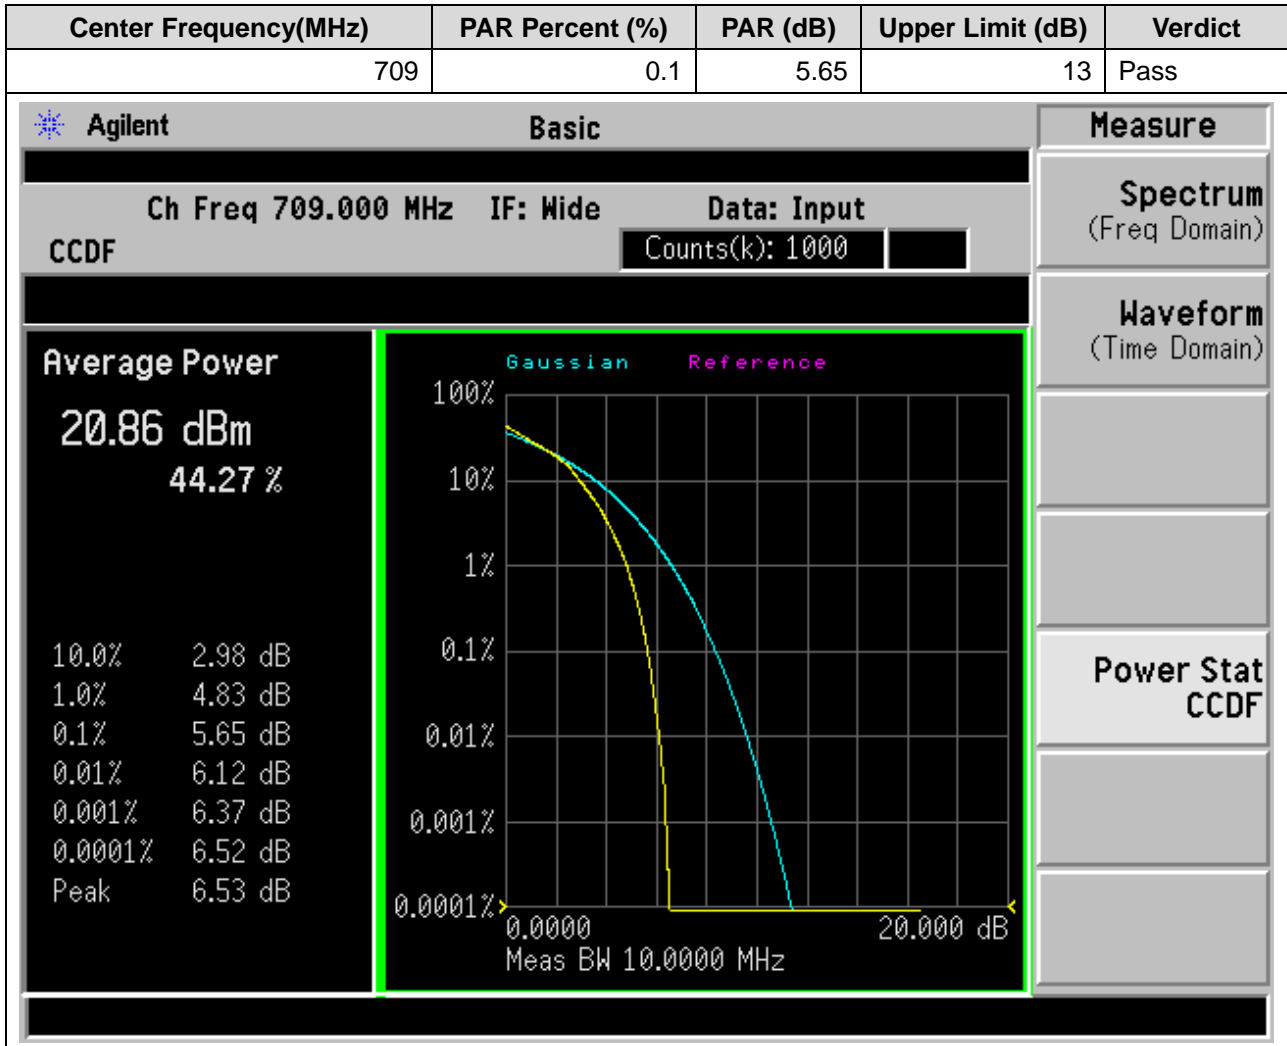 Center Frequency(MHz) PAR Percent (%) PAR (dB) Upper Limit (dB) Verdict
709 0.1 5.65 13 Pass
Agilent Basic Measure
Ch Freq 709.000 MHz IF: Wide Data: Input
CCDF Counts(k): 1000
Spectrum
(Freq Domain)
Waveform
(Time Domain)
Power Stat
CCDF
Average Power
20.86 dBm
44.27 %
10.0% 2.98 dB
1.0% 4.83 dB
0.1% 5.65 dB
0.01% 6.12 dB
0.001% 6.37 dB
0.0001% 6.52 dB
Peak 6.53 dB
Gaussian Reference
100%
10%
1%
0.1%
0.01%
0.001%
0.0001%
0.0000 20.000 dB
Meas BW 10.0000 MHz